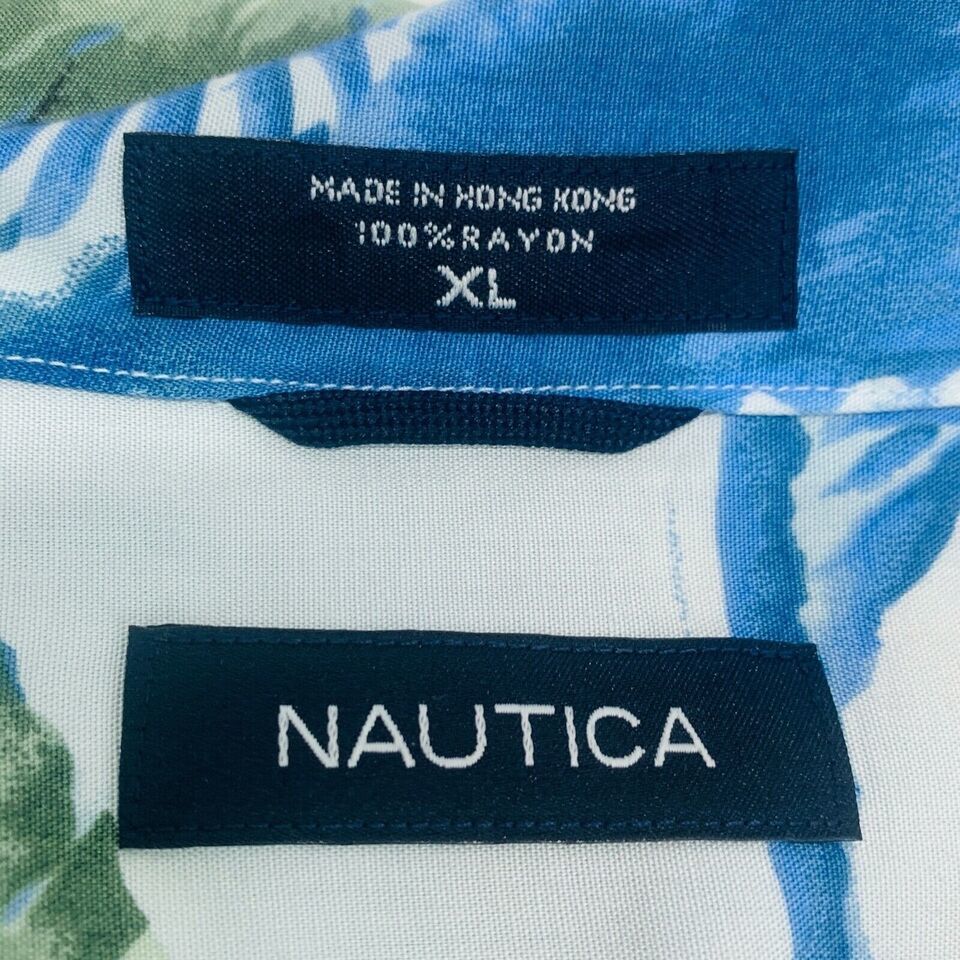 MADE IN HONG KONG
100% RAYON
XL
NAUTICA